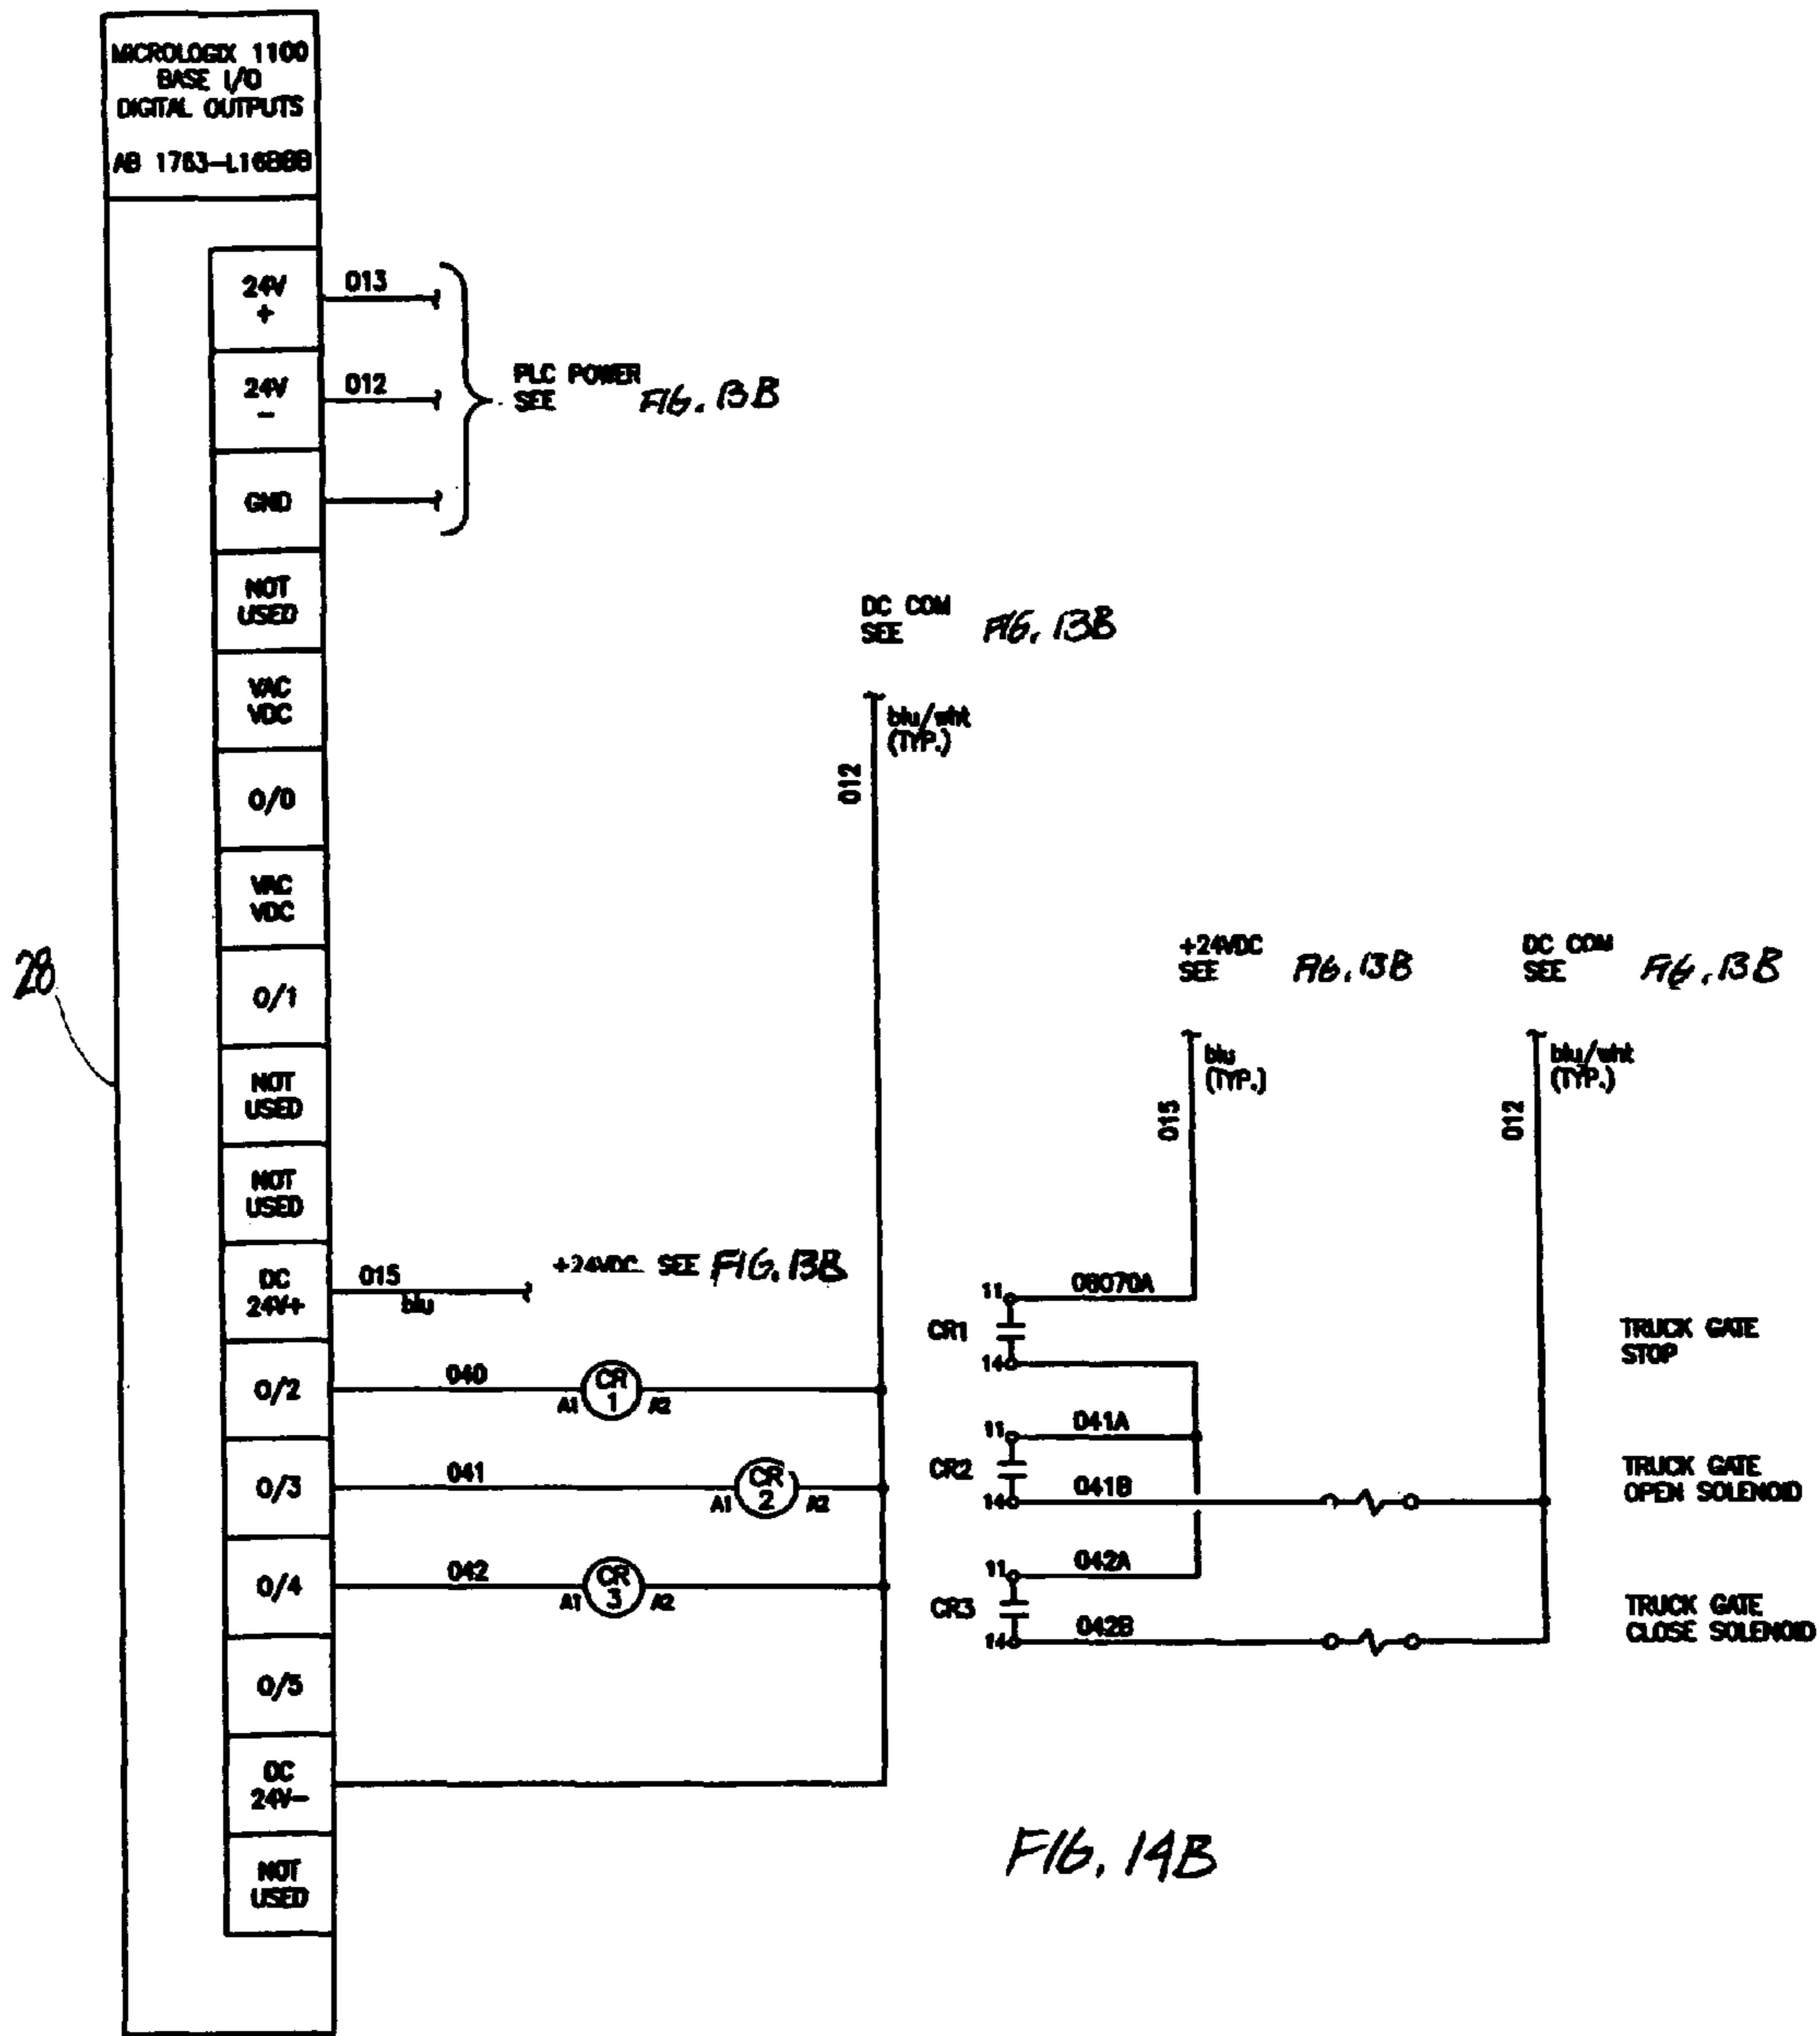 MICROLOGIX 1100
BASE I/O
DIGITAL OUTPUTS
AB 1763-L16BBB
24V
+
013
24V
-
012
PLC POWER
SEE FIG. 13B
GND
NOT
USED
DC COM
SEE FIG. 13B
VAC
VDC
blu/wht
(TYP.)
012
O/0
VAC
VDC
28
O/1
+24VDC
SEE FIG. 13B
DC COM
SEE FIG. 13B
blu
(TYP.)
015
blu/wht
(TYP.)
012
NOT
USED
NOT
USED
DC
24V+
015
blu
+24VDC SEE FIG. 13B
O/2
040
A1 CR
1 A2
O/3
041
A1 CR
2 A2
O/4
042
A1 CR
3 A2
O/5
DC
24V-
NOT
USED
11
CR1
14
08070A
TRUCK GATE
STOP
11
CR2
14
041A
041B
TRUCK GATE
OPEN SOLENOID
11
CR3
14
042A
042B
TRUCK GATE
CLOSE SOLENOID
FIG. 14B